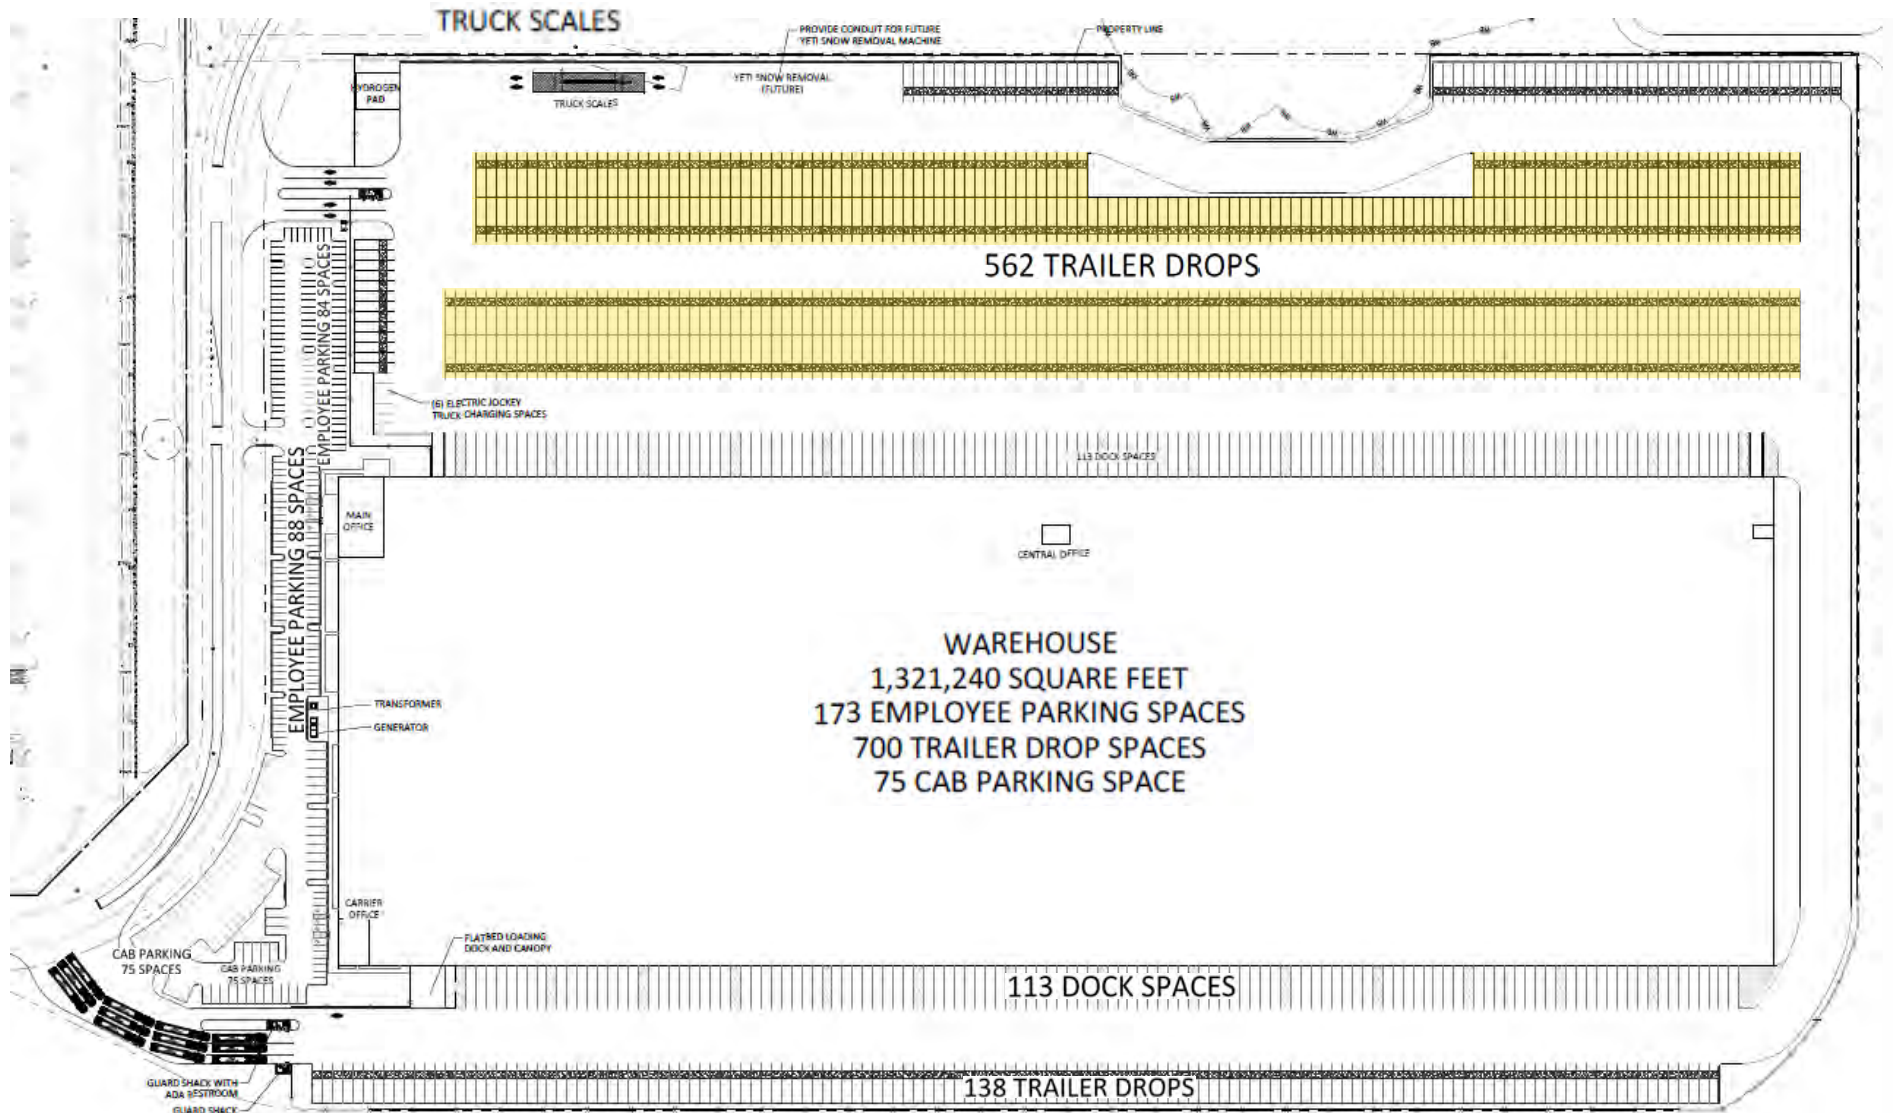 TRUCK SCALES
PROVIDE CONDUIT FOR FUTURE
YETI SNOW REMOVAL MACHINE
PROPERTY LINE
HYDROGEN
PAD
TRUCK SCALES
YETI SNOW REMOVAL
(FUTURE)
562 TRAILER DROPS
EMPLOYEE PARKING 84 SPACES
(6) ELECTRIC JOCKEY
TRUCK CHARGING SPACES
113 DOCK SPACES
EMPLOYEE PARKING 88 SPACES
MAIN
OFFICE
CENTRAL OFFICE
WAREHOUSE
1,321,240 SQUARE FEET
173 EMPLOYEE PARKING SPACES
700 TRAILER DROP SPACES
75 CAB PARKING SPACE
TRANSFORMER
GENERATOR
CARRIER
OFFICE
FLATBED LOADING
DOCK AND CANOPY
CAB PARKING
75 SPACES
CAB PARKING
75 SPACES
113 DOCK SPACES
GUARD SHACK WITH
ADA RESTROOM
GUARD SHACK
138 TRAILER DROPS